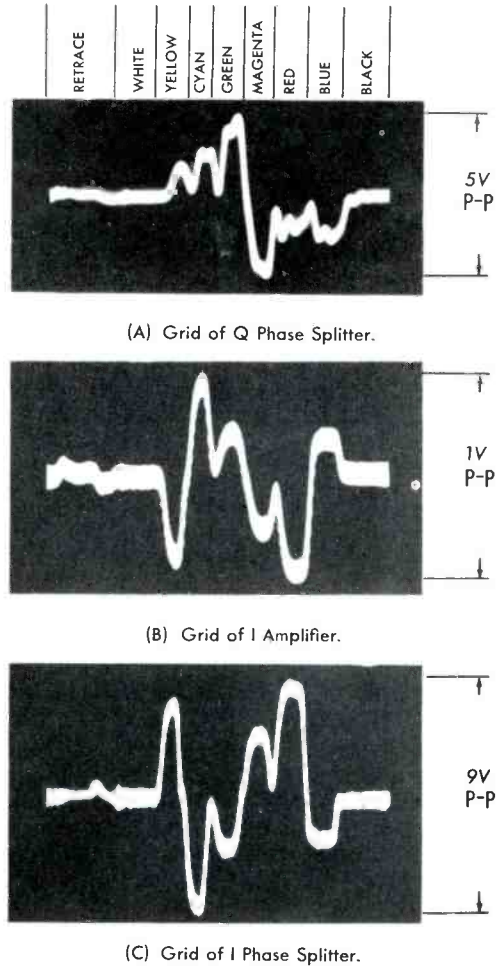 RETRACE
WHITE
YELLOW
CYAN
GREEN
MAGENTA
RED
BLUE
BLACK
5V
P-P
(A) Grid of Q Phase Splitter.
1V
P-P
(B) Grid of I Amplifier.
9V
P-P
(C) Grid of I Phase Splitter.